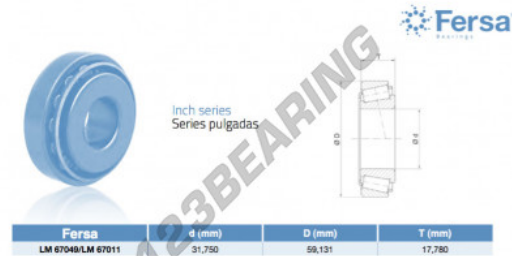 Fersa
Bearings
Inch series
Series pulgadas
T
Ø D
Ø d
123BEARING
Fersa d (mm) D (mm) T (mm)
LM 67049/LM 67011 31,750 59,131 17,780